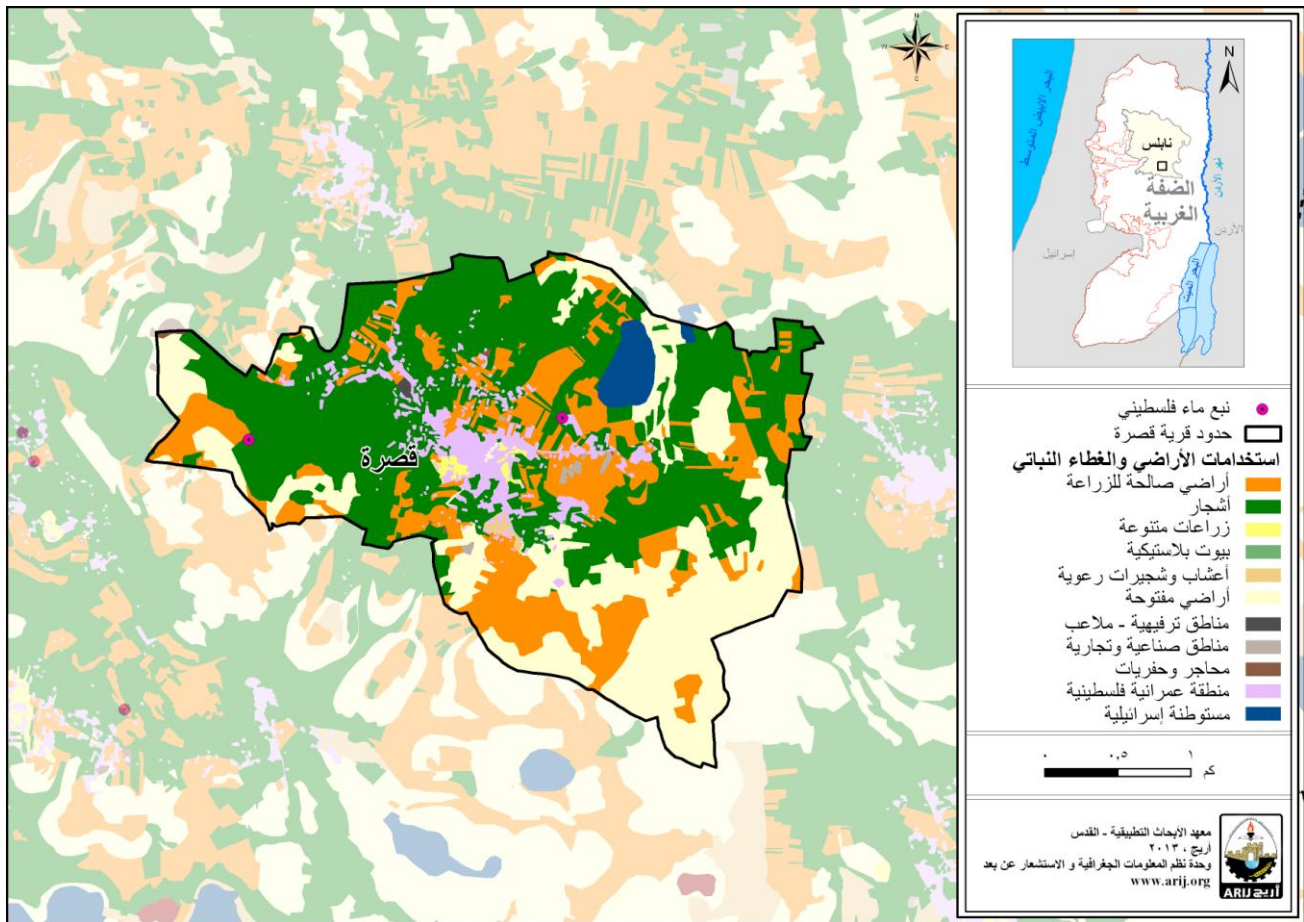 قصرة
N
W
E
N
البحر الأبيض المتوسط
نابلس
نهر الأردن
الضفة
الغربية
الأردن
إسرائيل
البحر الميت
نبع ماء فلسطيني
حدود قرية قصرة
استخدامات الأراضي والغطاء النباتي
أراضي صالحة للزراعة
أشجار
زراعات متنوعة
بيوت بلاستيكية
أعشاب وشجيرات رعوية
أراضي مفتوحة
مناطق ترفيهية - ملاعب
مناطق صناعية وتجارية
محاجر وحفريات
منطقة عمرانية فلسطينية
مستوطنة إسرائيلية
٠ ٠,٥ ١
كم
معهد الأبحاث التطبيقية - القدس
أريج ، ٢٠١٣
وحدة نظم المعلومات الجغرافية و الاستشعار عن بعد
www.arij.org
ARIJ أريج